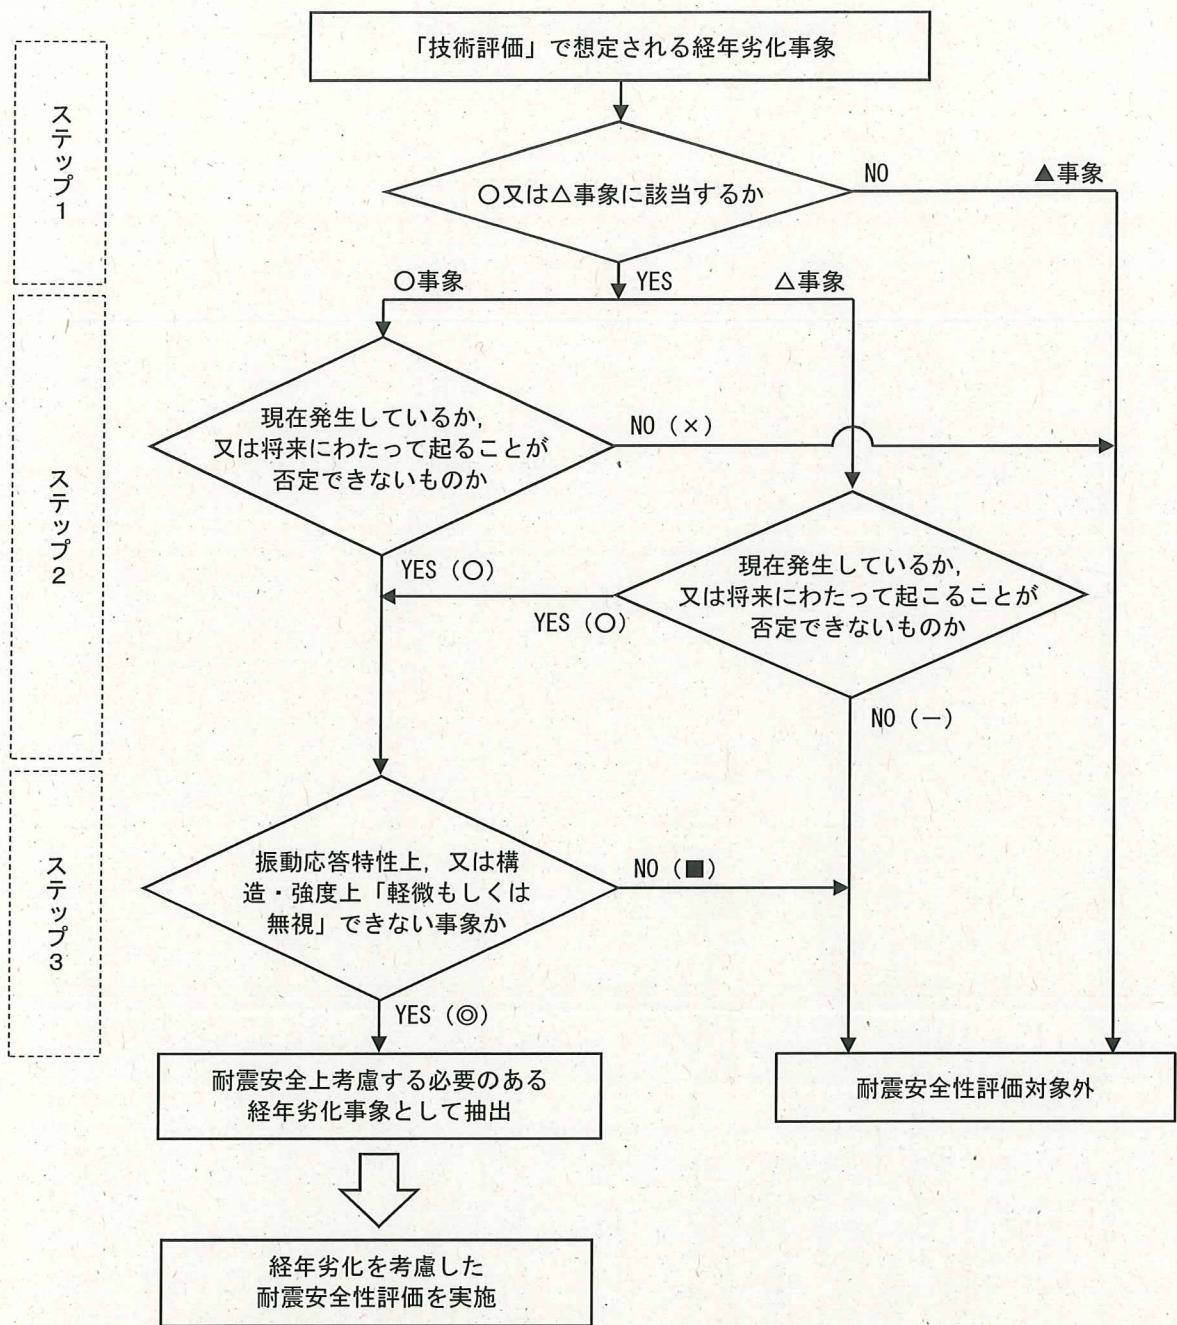 「技術評価」で想定される経年劣化事象
ステップ1
○又は△事象に該当するか
NO
▲事象
○事象
YES
△事象
ステップ2
現在発生しているか,
又は将来にわたって起ることが
否定できないものか
NO（×）
現在発生しているか,
又は将来にわたって起こることが
否定できないものか
YES（○）
YES（○）
NO（－）
ステップ3
振動応答特性上，又は構
造・強度上「軽微もしくは
無視」できない事象か
NO（■）
YES（◎）
耐震安全上考慮する必要のある
経年劣化事象として抽出
耐震安全性評価対象外
経年劣化を考慮した
耐震安全性評価を実施